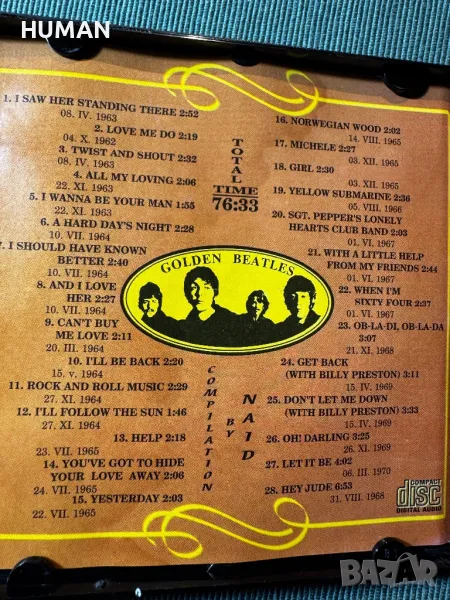 HUMAN
1. I SAW HER STANDING THERE 2:52
08. IV. 1963
2. LOVE ME DO 2:19
04. X. 1962
3. TWIST AND SHOUT 2:32
08. IV. 1963
4. ALL MY LOVING 2:06
22. XI. 1963
5. I WANNA BE YOUR MAN 1:55
22. XI. 1963
6. A HARD DAY'S NIGHT 2:28
10. VII. 1964
7. I SHOULD HAVE KNOWN
BETTER 2:40
10. VII. 1964
8. AND I LOVE
HER 2:27
10. VII. 1964
9. CAN'T BUY
ME LOVE 2:11
20. III. 1964
10. I'LL BE BACK 2:20
15. v. 1964
11. ROCK AND ROLL MUSIC 2:29
27. XI. 1964
12. I'LL FOLLOW THE SUN 1:46
27. XI. 1964
13. HELP 2:18
23. VII. 1965
14. YOU'VE GOT TO HIDE
YOUR LOVE AWAY 2:06
24. VII. 1965
15. YESTERDAY 2:03
22. VII. 1965
TOTAL
TIME
76:33
GOLDEN BEATLES
COMPILATION
BY
NAID
16. NORWEGIAN WOOD 2:02
14. VIII. 1965
17. MICHELE 2:27
03. XII. 1965
18. GIRL 2:30
03. XII. 1965
19. YELLOW SUBMARINE 2:36
05. VIII. 1966
20. SGT. PEPPER'S LONELY
HEARTS CLUB BAND 2:03
01. VI. 1967
21. WITH A LITTLE HELP
FROM MY FRIENDS 2:44
01. VI. 1967
22. WHEN I'M
SIXTY FOUR 2:37
01. VI. 1967
23. OB-LA-DI, OB-LA-DA
3:07
21. XI. 1968
24. GET BACK
(WITH BILLY PRESTON) 3:11
15. IV. 1969
25. DON'T LET ME DOWN
(WITH BILLY PRESTON) 3:33
15. IV. 1969
26. OH! DARLING 3:25
26. XI. 1969
27. LET IT BE 4:02
06. III. 1970
28. HEY JUDE 6:53
31. VIII. 1968
COMPACT
disc
DIGITAL AUDIO
BAZAR